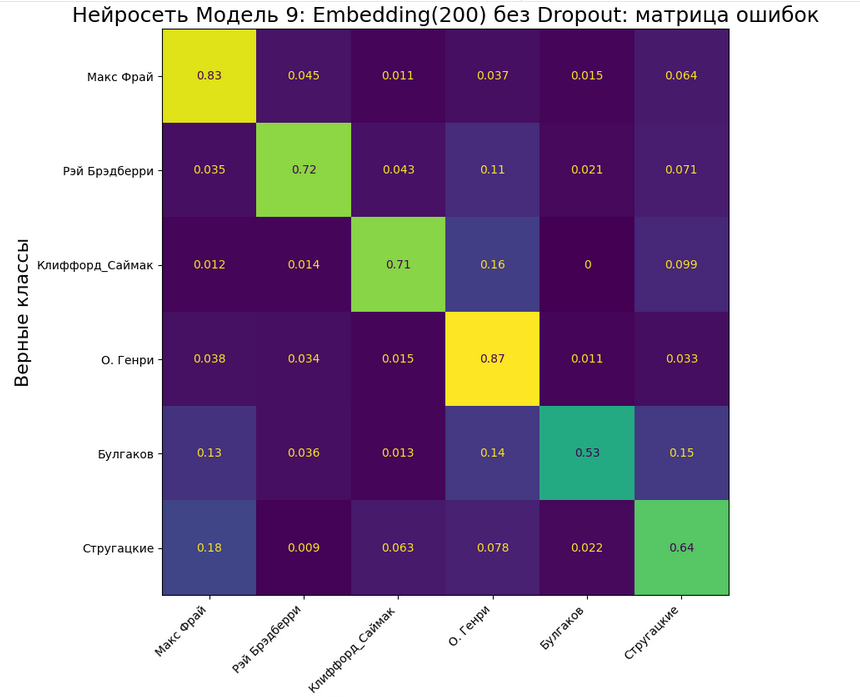 Нейросеть Модель 9: Embedding(200) без Dropout: матрица ошибок
Верные классы
Макс Фрай 0.83 0.045 0.011 0.037 0.015 0.064
Рэй Брэдберри 0.035 0.72 0.043 0.11 0.021 0.071
Клиффорд_Саймак 0.012 0.014 0.71 0.16 0 0.099
О. Генри 0.038 0.034 0.015 0.87 0.011 0.033
Булгаков 0.13 0.036 0.013 0.14 0.53 0.15
Стругацкие 0.18 0.009 0.063 0.078 0.022 0.64
Макс Фрай
Рэй Брэдберри
Клиффорд_Саймак
О. Генри
Булгаков
Стругацкие